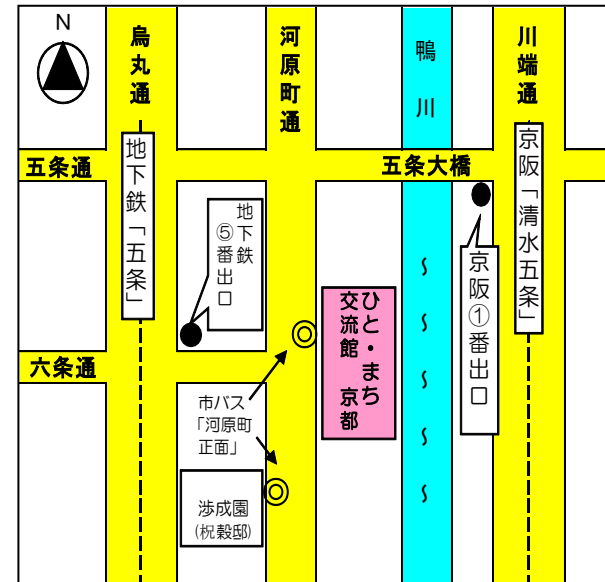 N
烏丸通
河原町通
鴨川
川端通
五条通
五条大橋
地下鉄「五条」
京阪「清水五条」
地下鉄
⑤番出口
京阪①番出口
ひと・まち
交流館 京都
六条通
市バス
「河原町
正面」
渉成園
(枳殻邸)